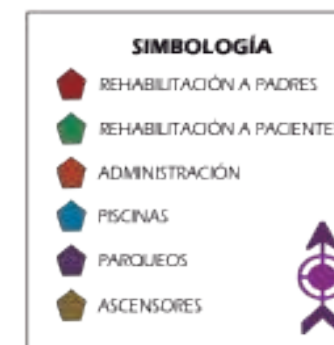 SIMBOLOGÍA
REHABILITACIÓN A PADRES
REHABILITACIÓN A PACIENTE
ADMINISTRACIÓN
PISCINAS
PARQUEOS
ASCENSORES